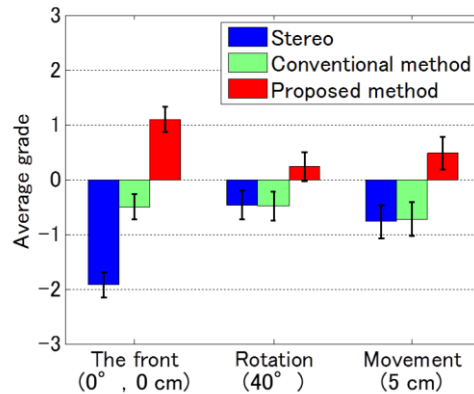 3
2
1
0
−1
−2
−3
Average grade
Stereo
Conventional method
Proposed method
The front Rotation Movement
(0° , 0 cm) (40° ) (5 cm)